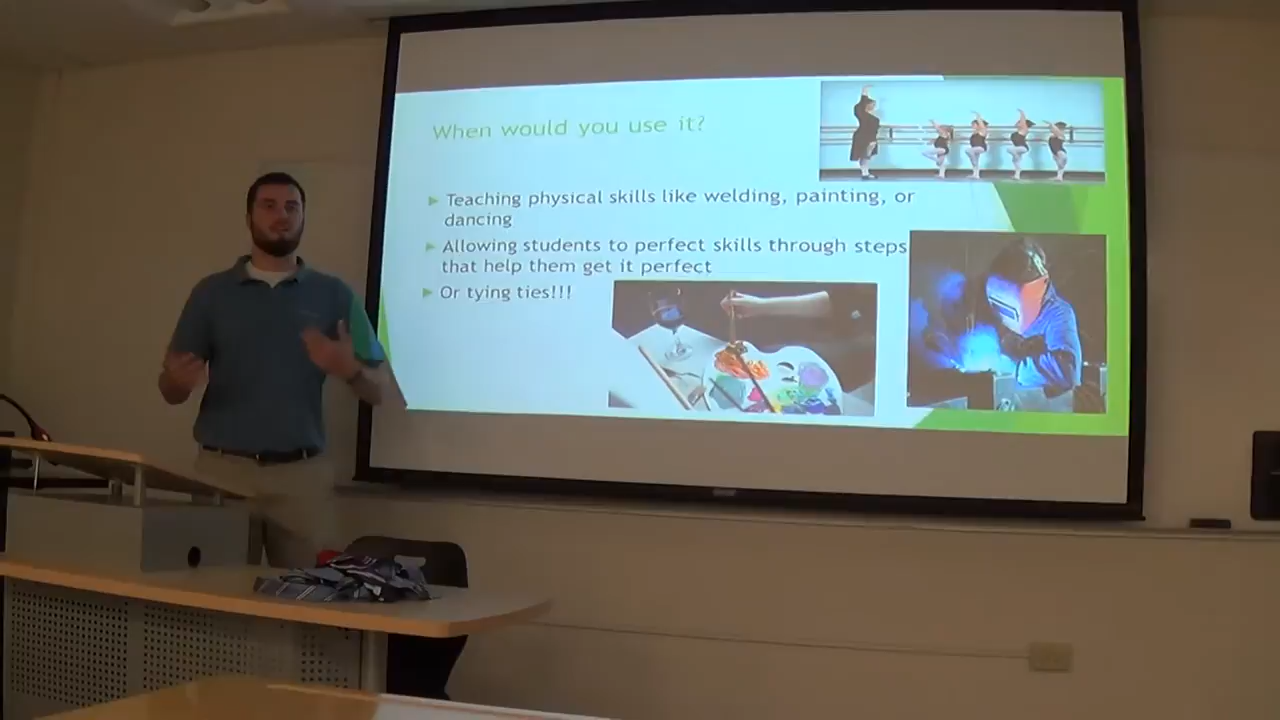 When would you use it?
Teaching physical skills like welding, painting, or
dancing
Allowing students to perfect skills through steps
that help them get it perfect
Or tying ties!!!